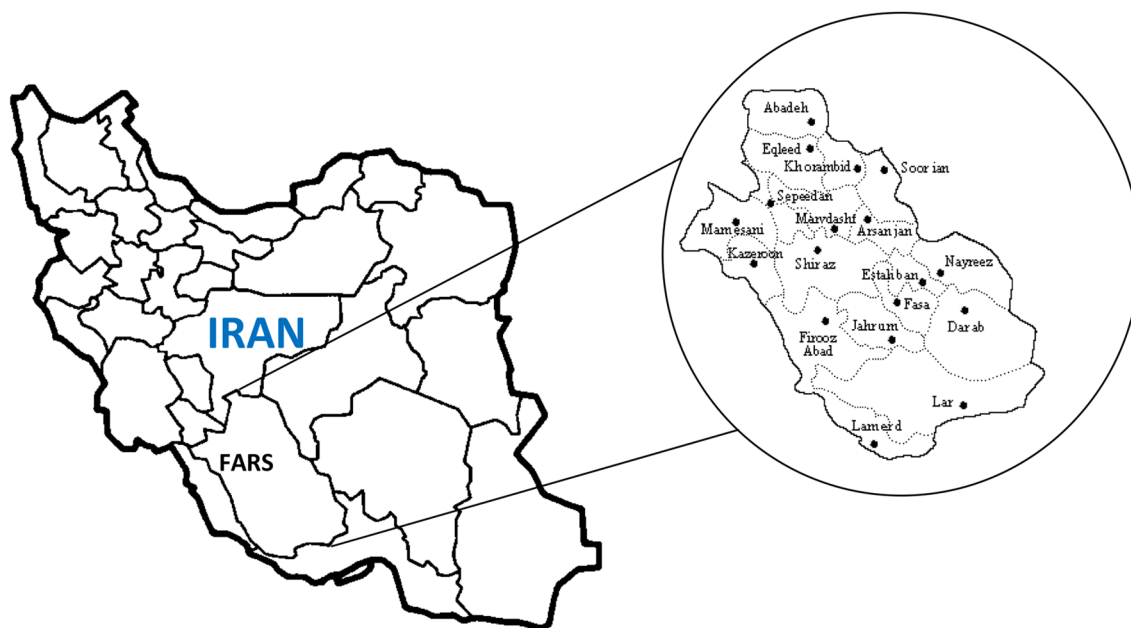 IRAN
FARS
Abadeh
Eqleed
Khorambid
Soorian
Sepeedan
Marvdashf
Arsanjan
Mamesani
Kazeroon
Shiraz
Nayreez
Estahban
Fasa
Darab
Firooz
Abad
Jahrum
Lar
Lamerd